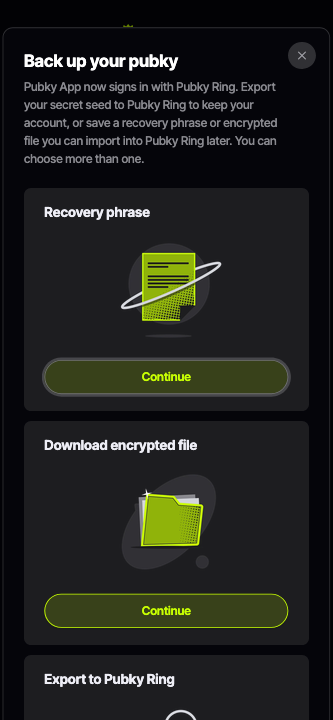 Back up your pubky
Pubky App now signs in with Pubky Ring. Export
your secret seed to Pubky Ring to keep your
account, or save a recovery phrase or encrypted
file you can import into Pubky Ring later. You can
choose more than one.
Recovery phrase
Continue
Download encrypted file
Continue
Export to Pubky Ring